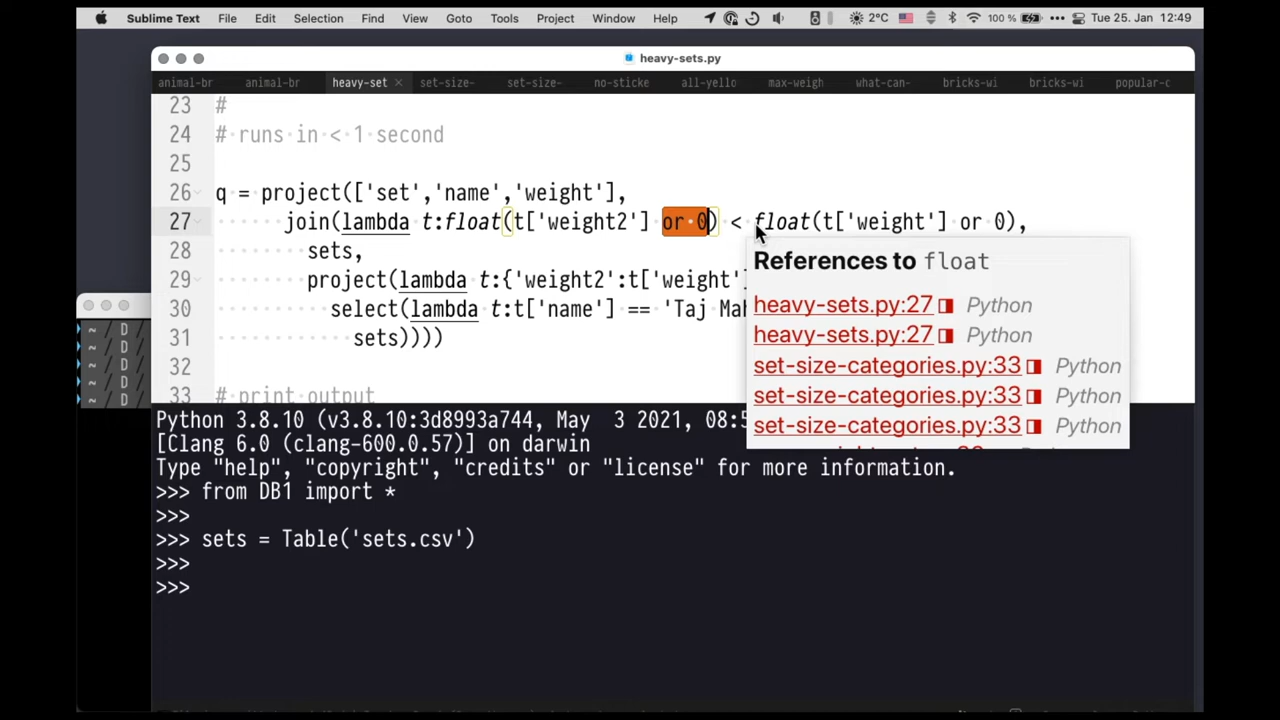 Sublime Text File Edit Selection Find View Goto Tools Project Window Help 2°C 100 % Tue 25. Jan 12:49
heavy-sets.py
animal-br animal-br heavy-set × set-size- set-size- no-sticke all-yello max-weigh what-can- bricks-wi bricks-wi popular-c
23 #
24 # runs in < 1 second
25
26 q = project(['set','name','weight'],
27 join(lambda t:float(t['weight2'] or 0) < float(t['weight'] or 0),
28 sets,
29 project(lambda t:{'weight2':t['weight']
30 select(lambda t:t['name'] == 'Taj Mah
31 sets))))
32
33 # print output
References to float
heavy-sets.py:27 Python
heavy-sets.py:27 Python
set-size-categories.py:33 Python
set-size-categories.py:33 Python
set-size-categories.py:33 Python
~ / D /
~ / D /
~ / D /
~ / D /
Python 3.8.10 (v3.8.10:3d8993a744, May 3 2021, 08:5
[Clang 6.0 (clang-600.0.57)] on darwin
Type "help", "copyright", "credits" or "license" for more information.
>>> from DB1 import *
>>>
>>> sets = Table('sets.csv')
>>>
>>>